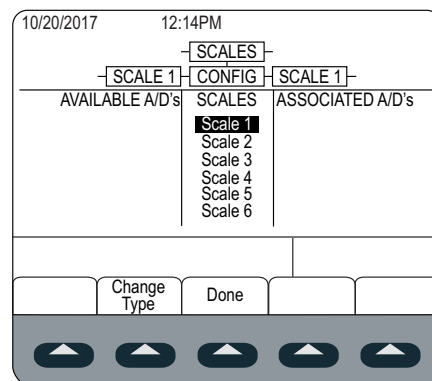 10/20/2017 12:14PM
SCALES
SCALE 1 CONFIG SCALE 1
AVAILABLE A/D's SCALES ASSOCIATED A/D's
Scale 1
Scale 2
Scale 3
Scale 4
Scale 5
Scale 6
Change
Type
Done